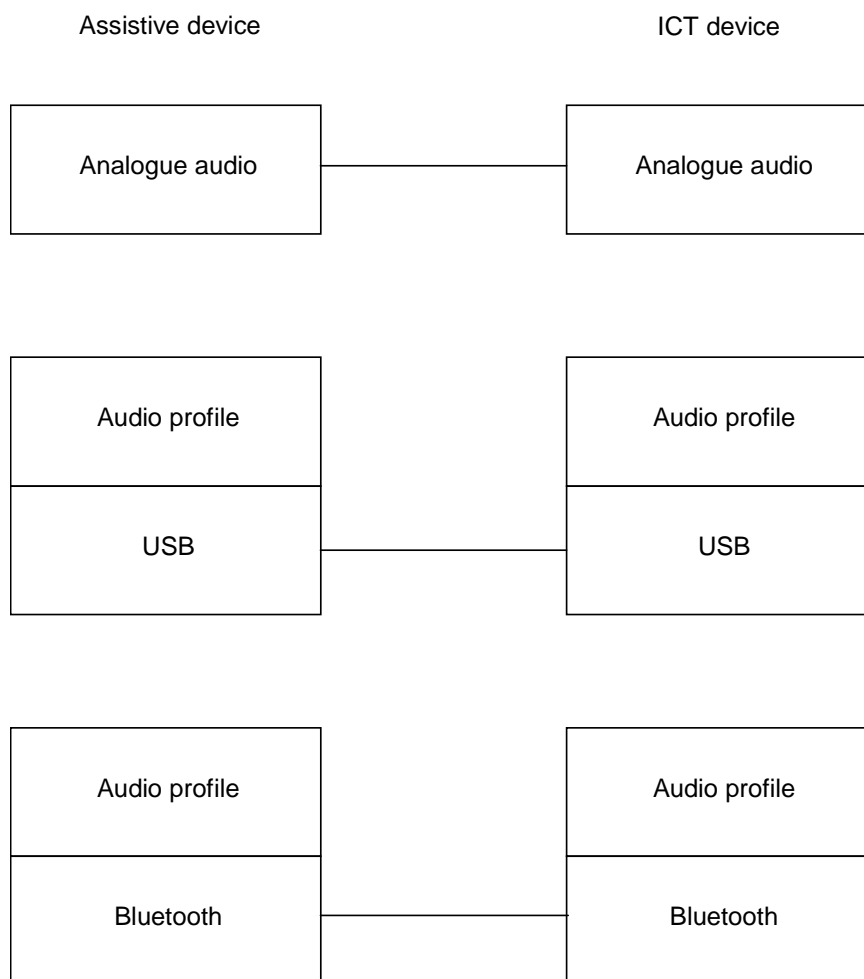 Assistive device
ICT device
Analogue audio
Analogue audio
Audio profile
Audio profile
USB
USB
Audio profile
Audio profile
Bluetooth
Bluetooth